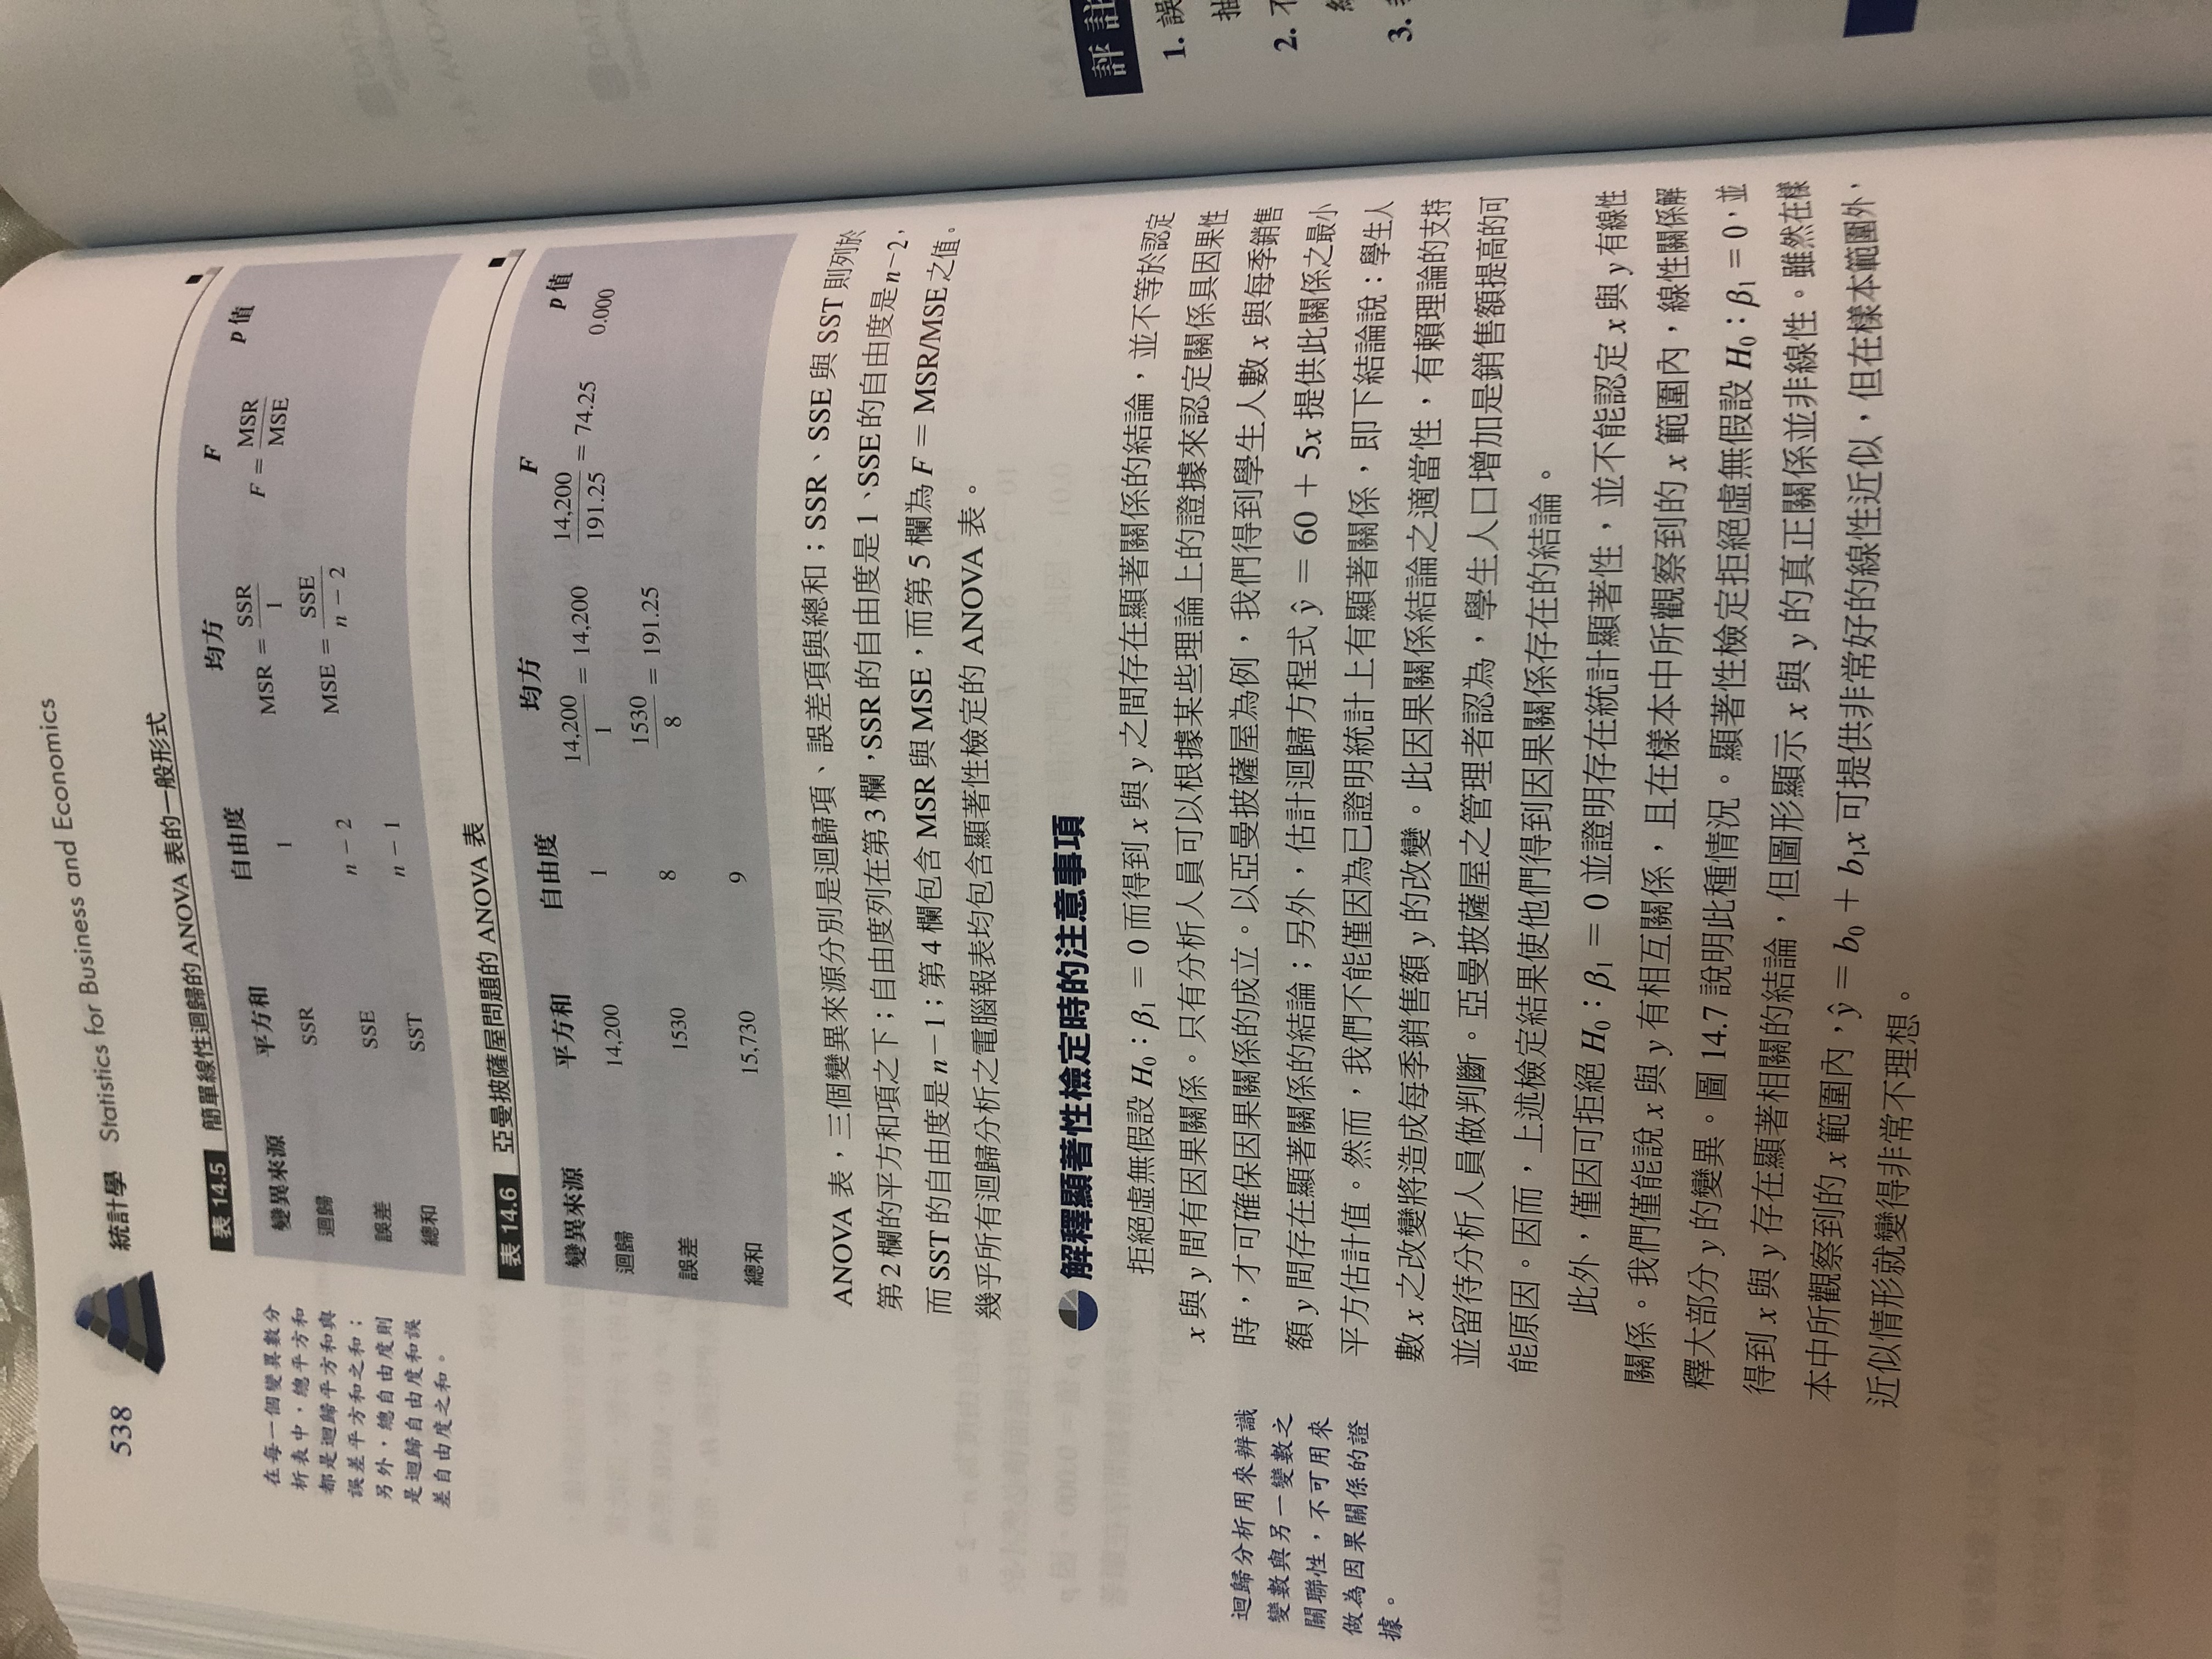 538 統計學 Statistics for Business and Economics
表 14.5 簡單線性迴歸的 ANOVA 表的一般形式
變異來源 平方和 自由度 均方 F p 值
迴歸 SSR 1 MSR = SSR/1 F = MSR/MSE
誤差 SSE n − 2 MSE = SSE/(n − 2)
總和 SST n − 1
在每一個變異數分
析表中，總平方和
都是迴歸平方和與
誤差平方和之和；
另外，總自由度則
是迴歸自由度和誤
差自由度之和。
表 14.6 亞曼披薩屋問題的 ANOVA 表
變異來源 平方和 自由度 均方 F p 值
迴歸 14,200 1 14,200/1 = 14,200 14,200/191.25 = 74.25 0.000
誤差 1530 8 1530/8 = 191.25
總和 15,730 9
ANOVA 表，三個變異來源分別是迴歸項、誤差項與總和；SSR、SSE 與 SST 則列於
第 2 欄的平方和項之下；自由度列在第 3 欄，SSR 的自由度是 1、SSE 的自由度是 n−2，
而 SST 的自由度是 n−1；第 4 欄包含 MSR 與 MSE，而第 5 欄為 F = MSR/MSE 之值。
幾乎所有迴歸分析之電腦報表均包含顯著性檢定的 ANOVA 表。
解釋顯著性檢定時的注意事項
拒絕虛無假設 H₀：β₁ = 0 而得到 x 與 y 之間存在顯著關係的結論，並不等於認定
x 與 y 間有因果關係。只有分析人員可以根據某些理論上的證據來認定關係具因果性
時，才可確保因果關係的成立。以亞曼披薩屋為例，我們得到學生人數 x 與每季銷售
額 y 間存在顯著關係的結論；另外，估計迴歸方程式 ŷ = 60 + 5x 提供此關係之最小
平方估計值。然而，我們不能僅因為已證明統計上有顯著關係，即下結論說：學生人
數 x 之改變將造成每季銷售額 y 的改變。此因果關係結論之適當性，有賴理論的支持
並留待分析人員做判斷。亞曼披薩屋之管理者認為，學生人口增加是銷售額提高的可
能原因。因而，上述檢定結果使他們得到因果關係存在的結論。
迴歸分析用來辨識
變數與另一變數之
關聯性，不可用來
做為因果關係的證
據。
此外，僅因可拒絕 H₀：β₁ = 0 並證明存在統計顯著性，並不能認定 x 與 y 有線性
關係。我們僅能說 x 與 y 有相互關係，且在樣本中所觀察到的 x 範圍內，線性關係解
釋大部分 y 的變異。圖 14.7 說明此種情況。顯著性檢定拒絕虛無假設 H₀：β₁ = 0，並
得到 x 與 y 存在顯著相關的結論，但圖形顯示 x 與 y 的真正關係並非線性。雖然在樣
本中所觀察到的 x 範圍內，ŷ = b₀ + b₁x 可提供非常好的線性近似，但在樣本範圍外，
近似情形就變得非常不理想。
評註
1. 誤
2. 不
3.